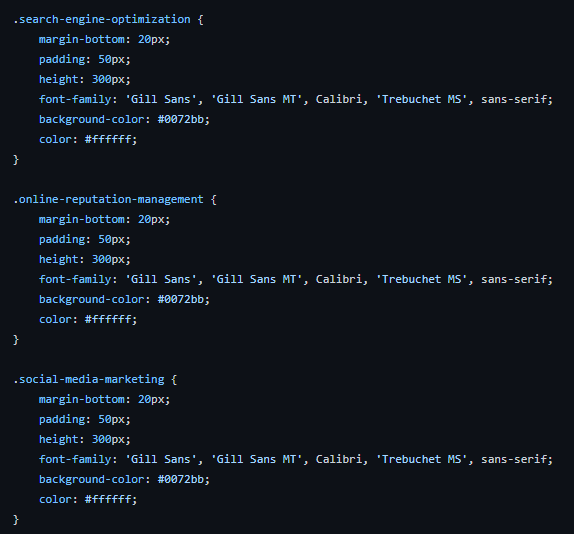 .search-engine-optimization {
    margin-bottom: 20px;
    padding: 50px;
    height: 300px;
    font-family: 'Gill Sans', 'Gill Sans MT', Calibri, 'Trebuchet MS', sans-serif;
    background-color: #0072bb;
    color: #ffffff;
}

.online-reputation-management {
    margin-bottom: 20px;
    padding: 50px;
    height: 300px;
    font-family: 'Gill Sans', 'Gill Sans MT', Calibri, 'Trebuchet MS', sans-serif;
    background-color: #0072bb;
    color: #ffffff;
}

.social-media-marketing {
    margin-bottom: 20px;
    padding: 50px;
    height: 300px;
    font-family: 'Gill Sans', 'Gill Sans MT', Calibri, 'Trebuchet MS', sans-serif;
    background-color: #0072bb;
    color: #ffffff;
}